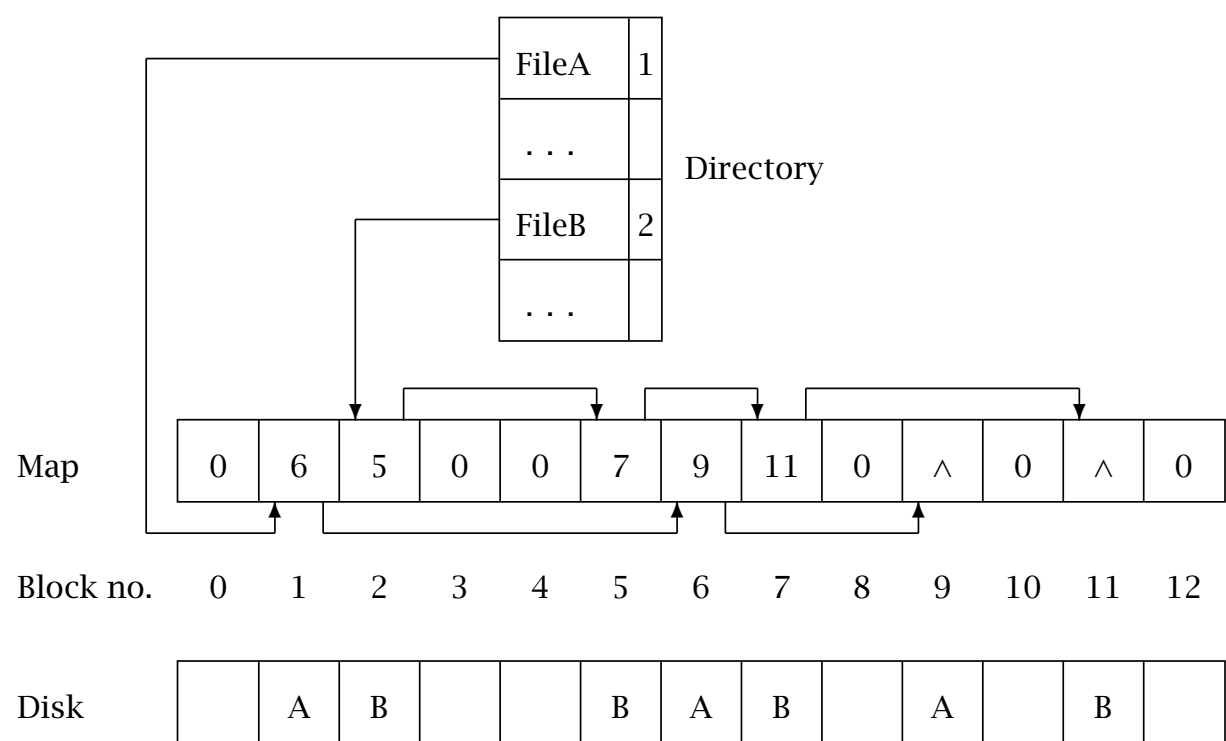 FileA 1
. . .
Directory
FileB 2
. . .
Map 0 6 5 0 0 7 9 11 0 ^ 0 ^ 0
Block no. 0 1 2 3 4 5 6 7 8 9 10 11 12
Disk A B B A B A B